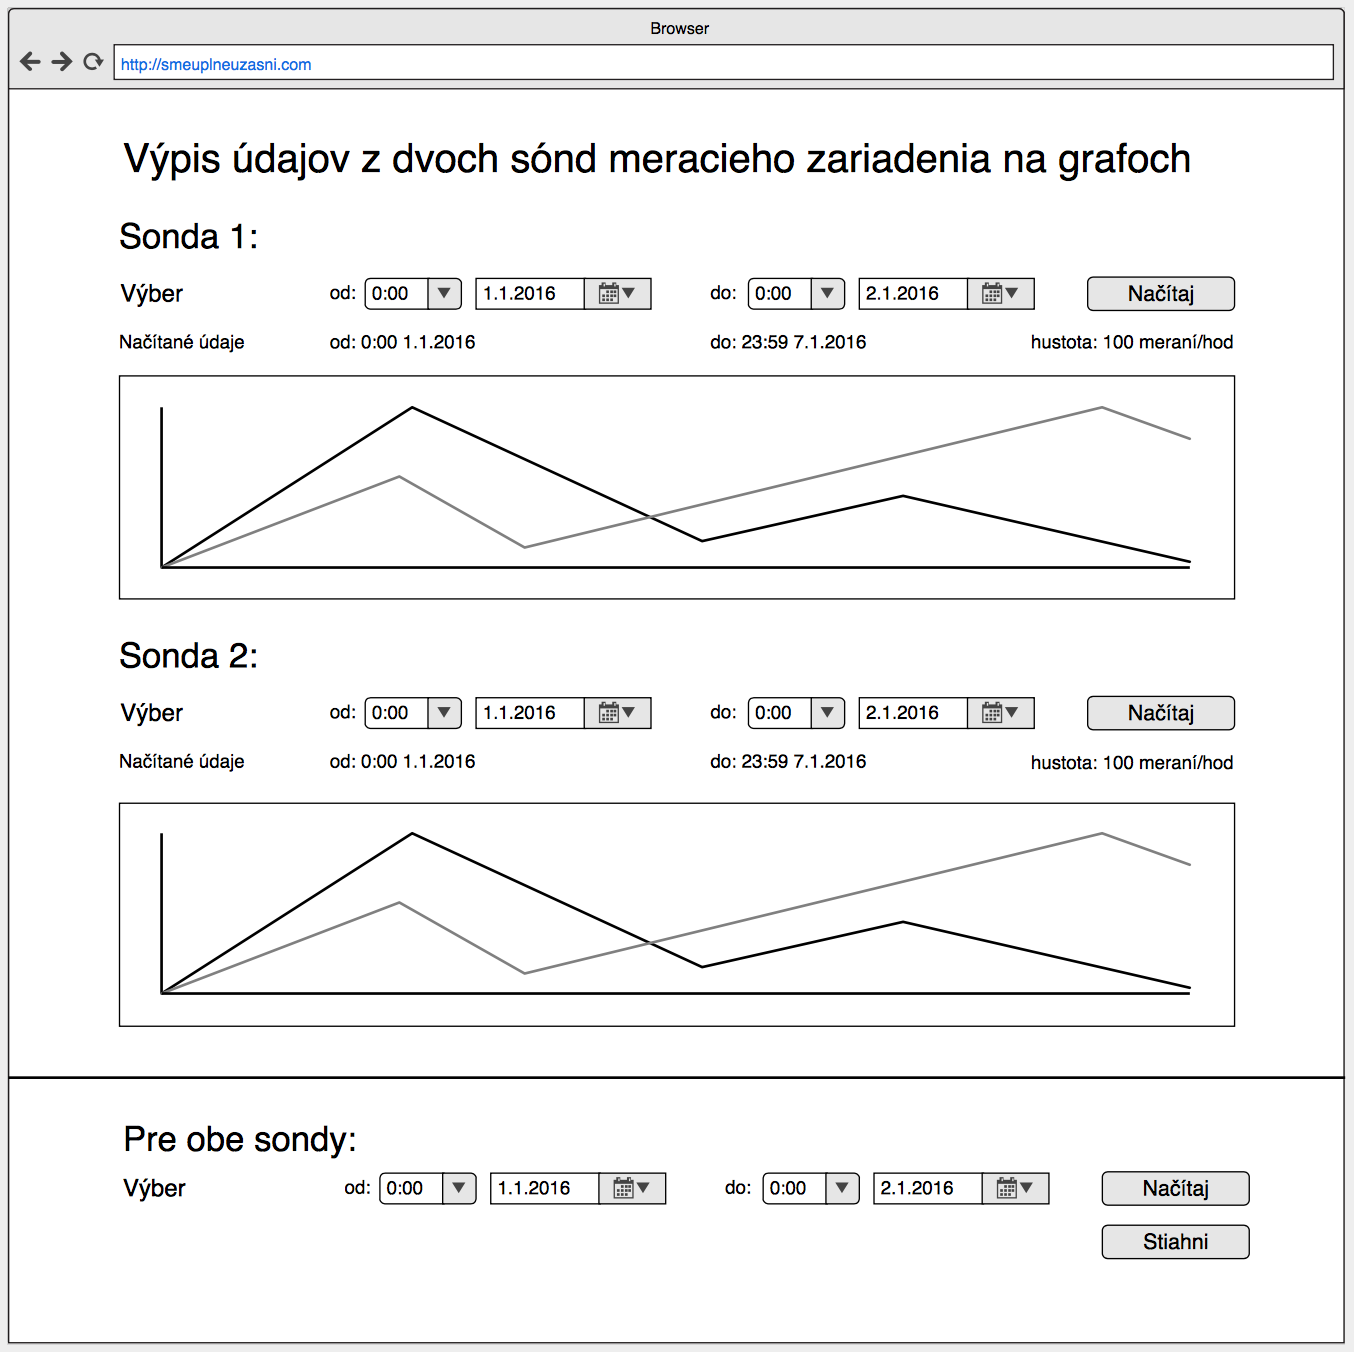 Browser
http://smeuplneuzasni.com
Výpis údajov z dvoch sónd meracieho zariadenia na grafoch
Sonda 1:
Výber od: 0:00 1.1.2016 do: 0:00 2.1.2016 Načítaj
Načítané údaje od: 0:00 1.1.2016 do: 23:59 7.1.2016 hustota: 100 meraní/hod
Sonda 2:
Výber od: 0:00 1.1.2016 do: 0:00 2.1.2016 Načítaj
Načítané údaje od: 0:00 1.1.2016 do: 23:59 7.1.2016 hustota: 100 meraní/hod
Pre obe sondy:
Výber od: 0:00 1.1.2016 do: 0:00 2.1.2016 Načítaj
Stiahni